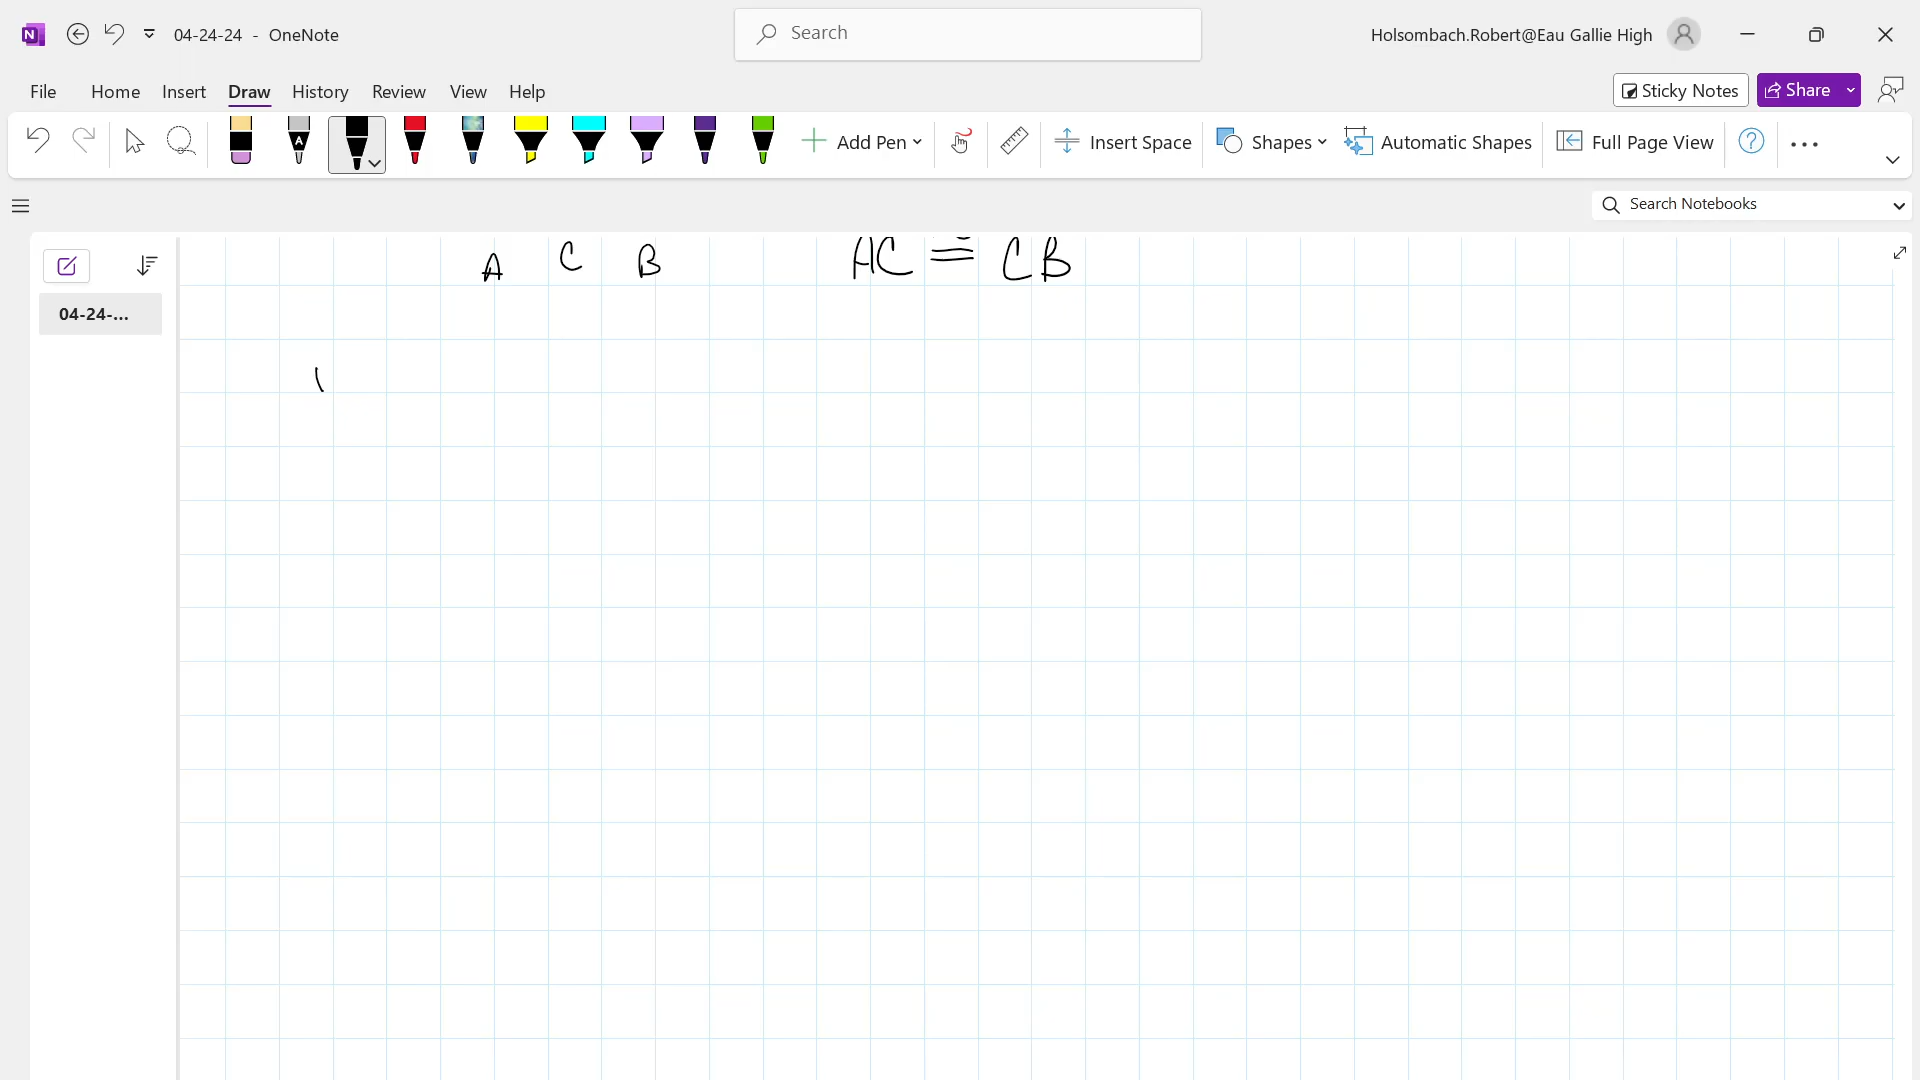 04-24-24 - OneNote
Search
Holsombach.Robert@Eau Gallie High
File Home Insert Draw History Review View Help
Sticky Notes
Share
A
Add Pen
Insert Space
Shapes
Automatic Shapes
Full Page View
Search Notebooks
04-24-...
A C B AC ≅ CB